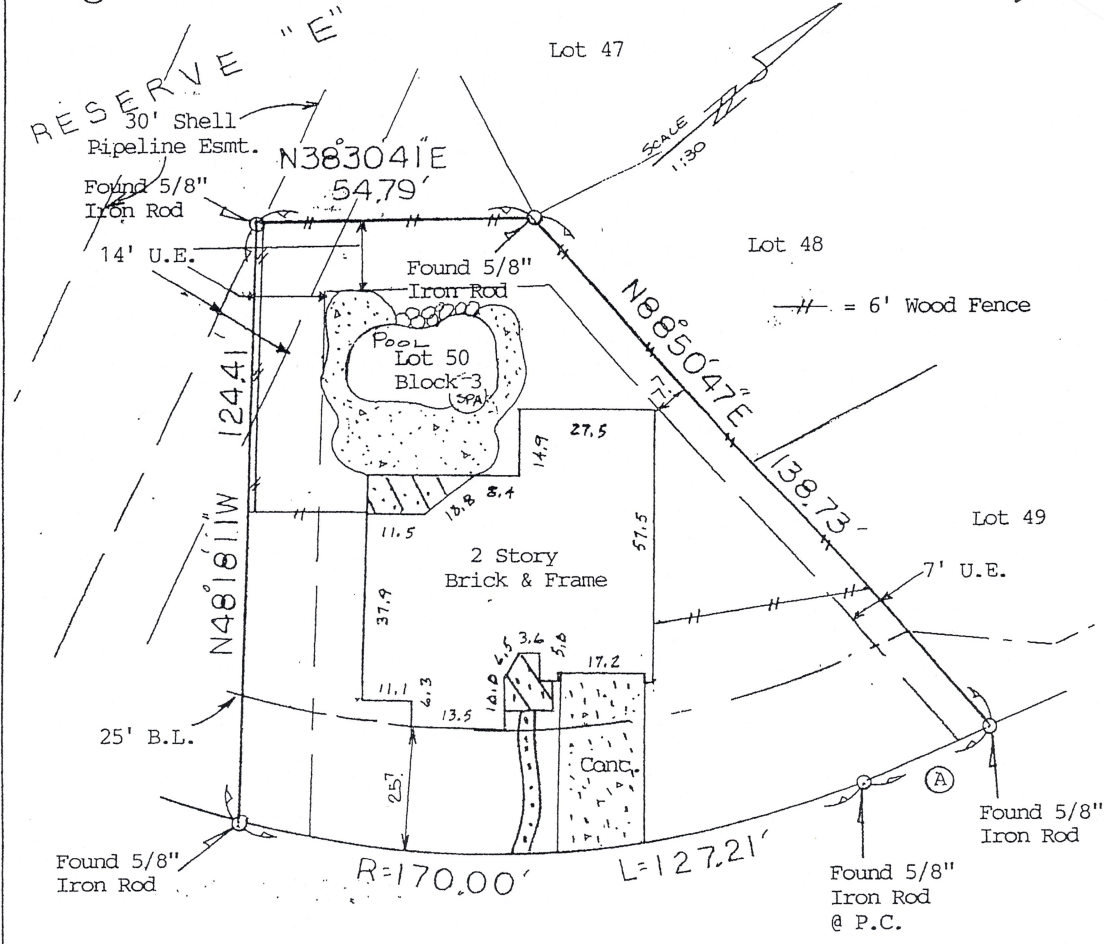 RESERVE "E"
Lot 47
30' Shell
Pipeline Esmt.
SCALE
1:30
N38°30'41"E
54.79'
Found 5/8"
Iron Rod
14' U.E.
Lot 48
Found 5/8"
Iron Rod
-//- = 6' Wood Fence
N88°50'47"E
POOL
Lot 50
Block 3
SPA
124.41'
27.5
14.9
138.73
8.4
18.8
11.5
Lot 49
2 Story
Brick & Frame
57.5
7' U.E.
N48°18'11"W
37.9
3.6
6.5
5.0
17.2
11.1
6.3
10.0
13.5
25' B.L.
25'
Conc.
A
Found 5/8"
Iron Rod
Found 5/8"
Iron Rod
R=170.00'
L=127.21'
Found 5/8"
Iron Rod
@ P.C.